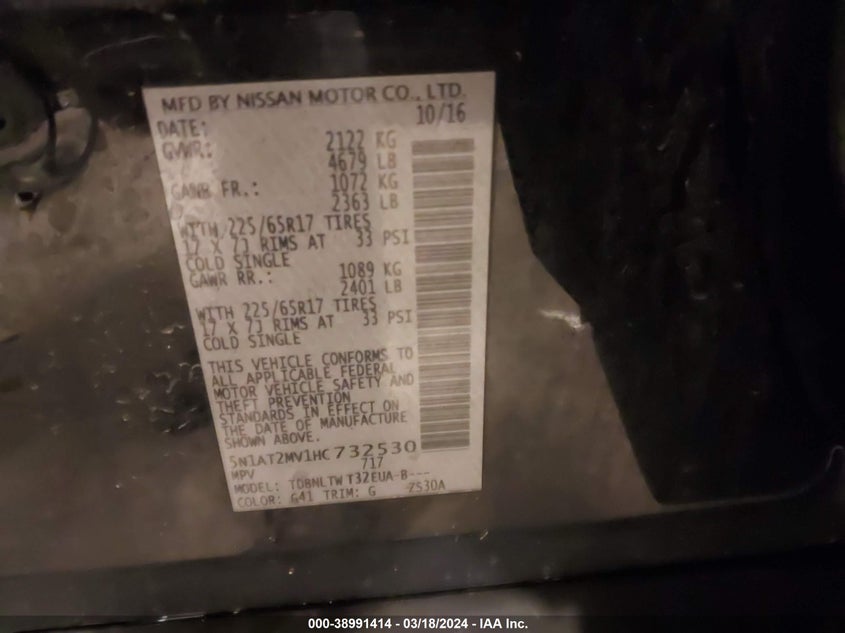 MFD BY NISSAN MOTOR CO., LTD.
DATE: 10/16
GVWR: 2122 KG
4679 LB
GAWR FR.: 1072 KG
2363 LB
WITH 225/65R17 TIRES
17 X 7J RIMS AT 33 PSI
COLD SINGLE
GAWR RR.: 1089 KG
2401 LB
WITH 225/65R17 TIRES
17 X 7J RIMS AT 33 PSI
COLD SINGLE
THIS VEHICLE CONFORMS TO
ALL APPLICABLE FEDERAL
MOTOR VEHICLE SAFETY AND
THEFT PREVENTION
STANDARDS IN EFFECT ON
THE DATE OF MANUFACTURE
SHOWN ABOVE.
5N1AT2MV1HC732530
MPV 717
MODEL: TDBNLTW T32EUA-B---
COLOR: G41 TRIM: G 2530A
000-38991414 - 03/18/2024 - IAA Inc.